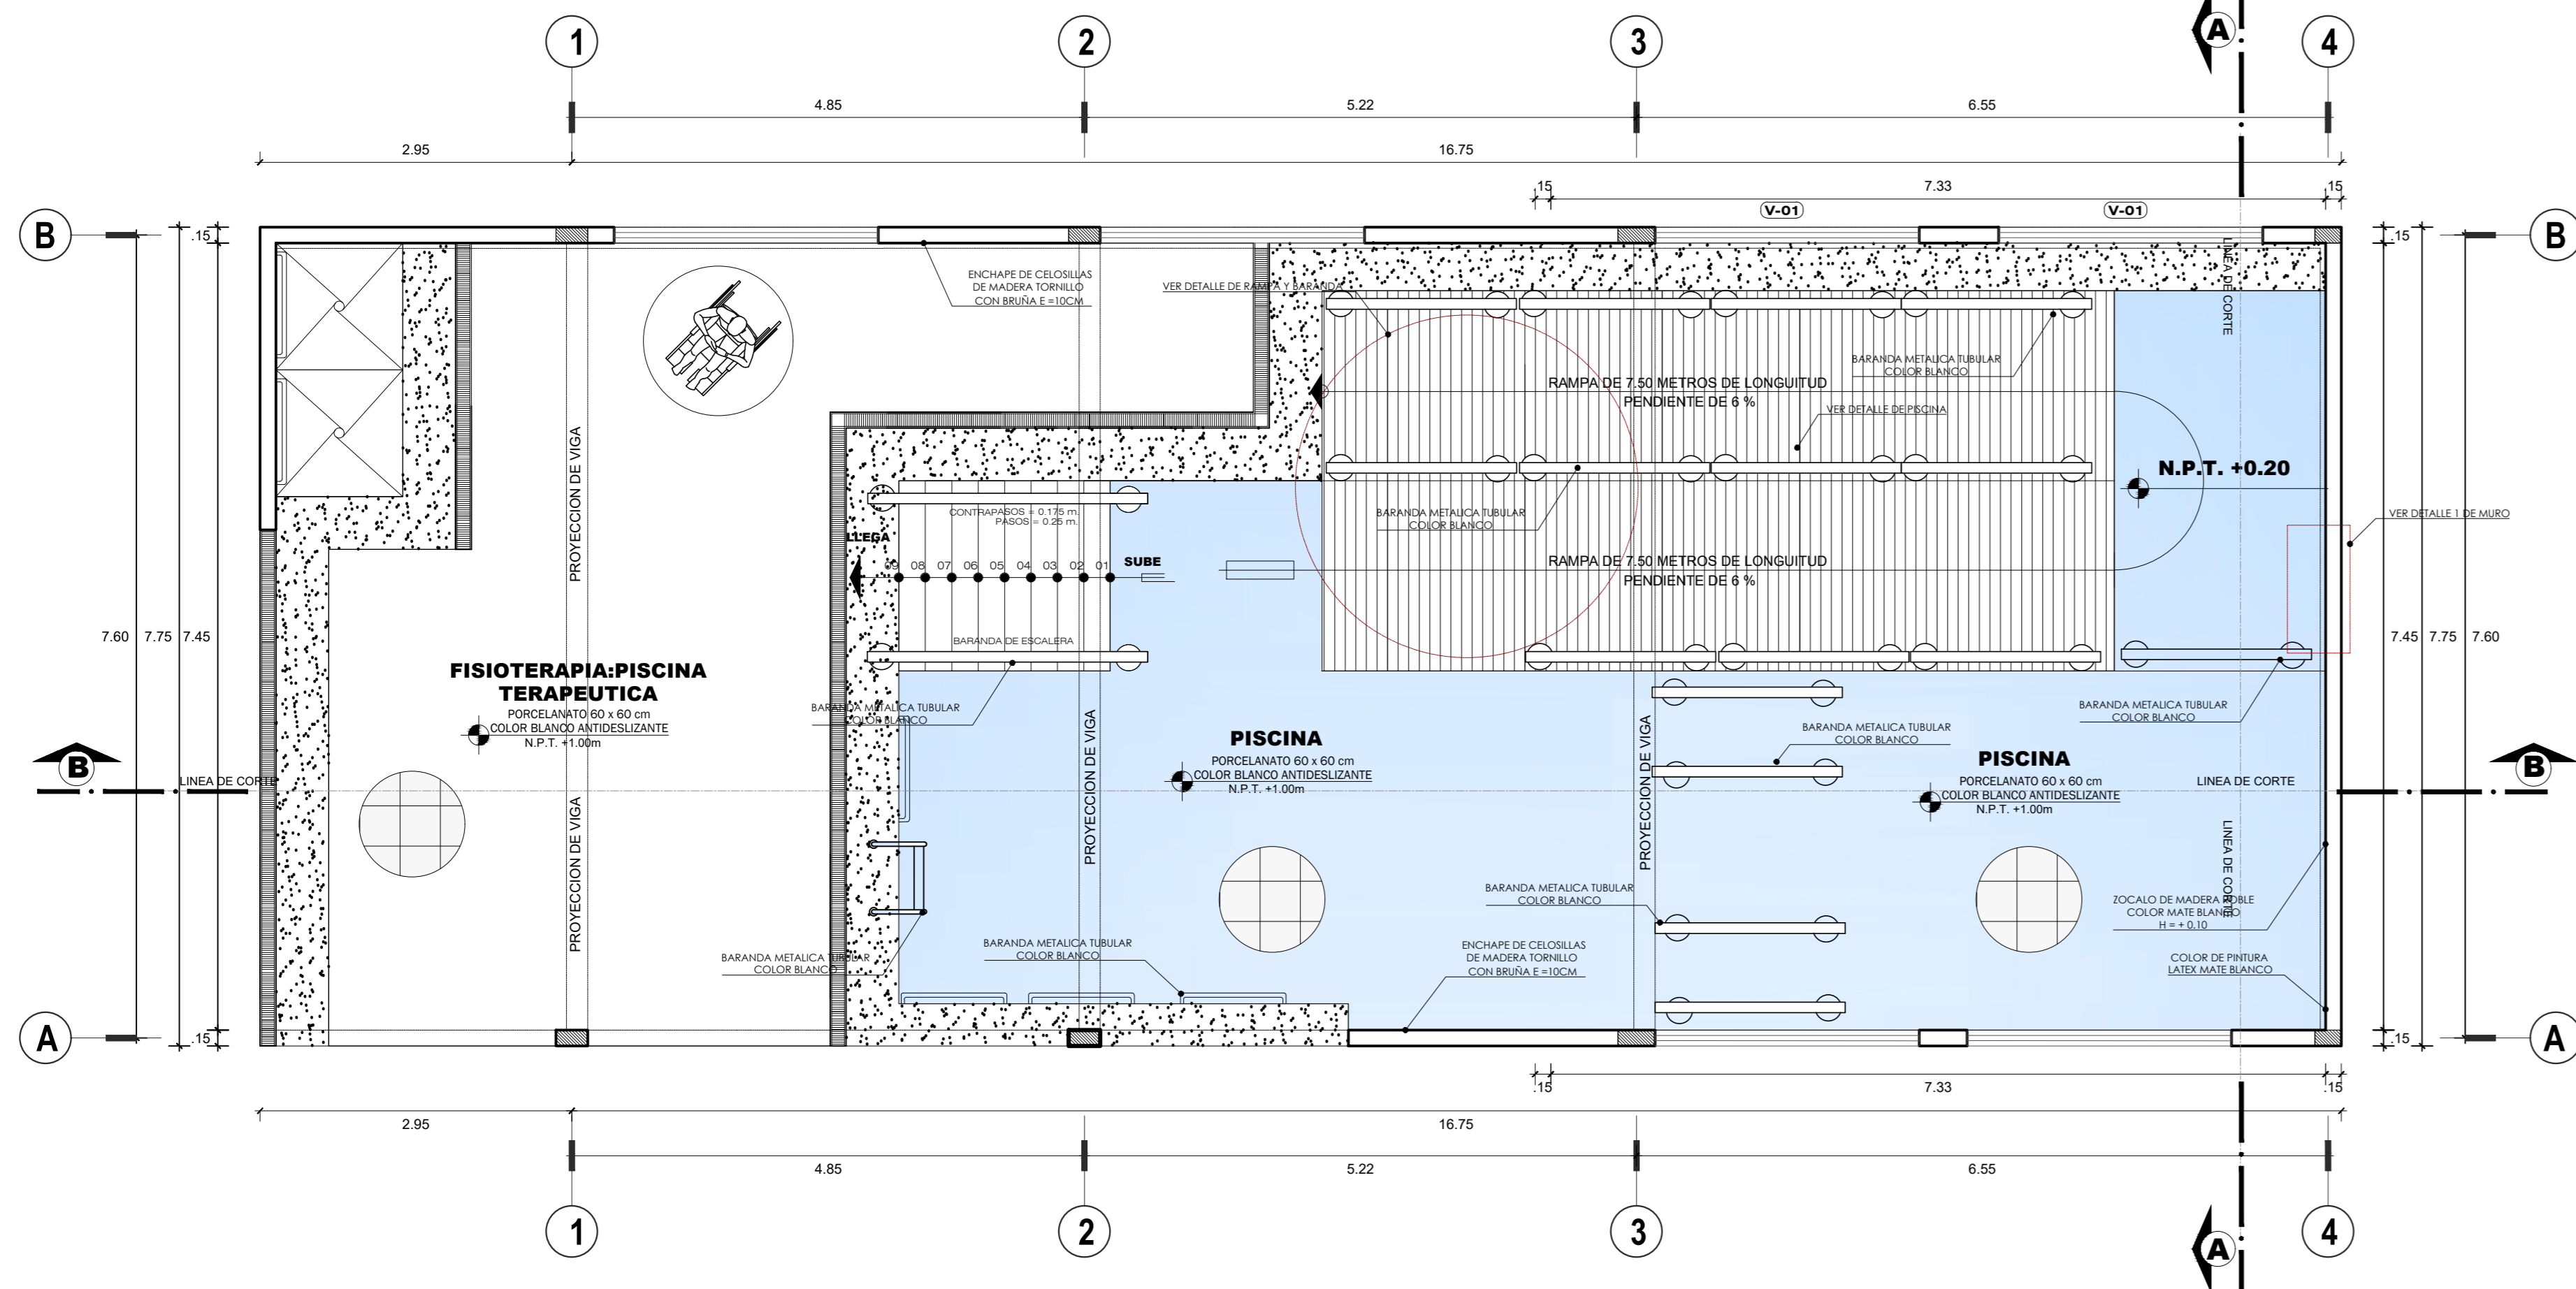 1
2
3
A
4
4.85
5.22
6.55
2.95
16.75
.15
7.33
.15
V-01
V-01
B
.15
.15
B
LINEA DE CORTE
ENCHAPE DE CELOSILLAS
DE MADERA TORNILLO
CON BRUÑA E =10CM
VER DETALLE DE RAMPA Y BARANDA
BARANDA METALICA TUBULAR
COLOR BLANCO
RAMPA DE 7.50 METROS DE LONGUITUD
PENDIENTE DE 6 %
VER DETALLE DE PISCINA
PROYECCION DE VIGA
N.P.T. +0.20
CONTRAPASOS = 0.175 m.
PASOS = 0.25 m.
BARANDA METALICA TUBULAR
COLOR BLANCO
VER DETALLE 1 DE MURO
LLEGA
09 08 07 06 05 04 03 02 01
SUBE
RAMPA DE 7.50 METROS DE LONGUITUD
PENDIENTE DE 6 %
7.60
7.75
7.45
BARANDA DE ESCALERA
7.45
7.75
7.60
FISIOTERAPIA:PISCINA
TERAPEUTICA
PORCELANATO 60 x 60 cm
COLOR BLANCO ANTIDESLIZANTE
N.P.T. +1.00m
BARANDA METALICA TUBULAR
COLOR BLANCO
PROYECCION DE VIGA
PISCINA
PORCELANATO 60 x 60 cm
COLOR BLANCO ANTIDESLIZANTE
N.P.T. +1.00m
PROYECCION DE VIGA
BARANDA METALICA TUBULAR
COLOR BLANCO
BARANDA METALICA TUBULAR
COLOR BLANCO
PISCINA
PORCELANATO 60 x 60 cm
COLOR BLANCO ANTIDESLIZANTE
N.P.T. +1.00m
B
LINEA DE CORTE
LINEA DE CORTE
B
PROYECCION DE VIGA
LINEA DE CORTE
BARANDA METALICA TUBULAR
COLOR BLANCO
ZOCALO DE MADERA ROBLE
COLOR MATE BLANCO
H = + 0.10
BARANDA METALICA TUBULAR
COLOR BLANCO
BARANDA METALICA TUBULAR
COLOR BLANCO
ENCHAPE DE CELOSILLAS
DE MADERA TORNILLO
CON BRUÑA E =10CM
COLOR DE PINTURA
LATEX MATE BLANCO
A
.15
.15
A
.15
7.33
.15
2.95
16.75
4.85
5.22
6.55
1
2
3
A
4